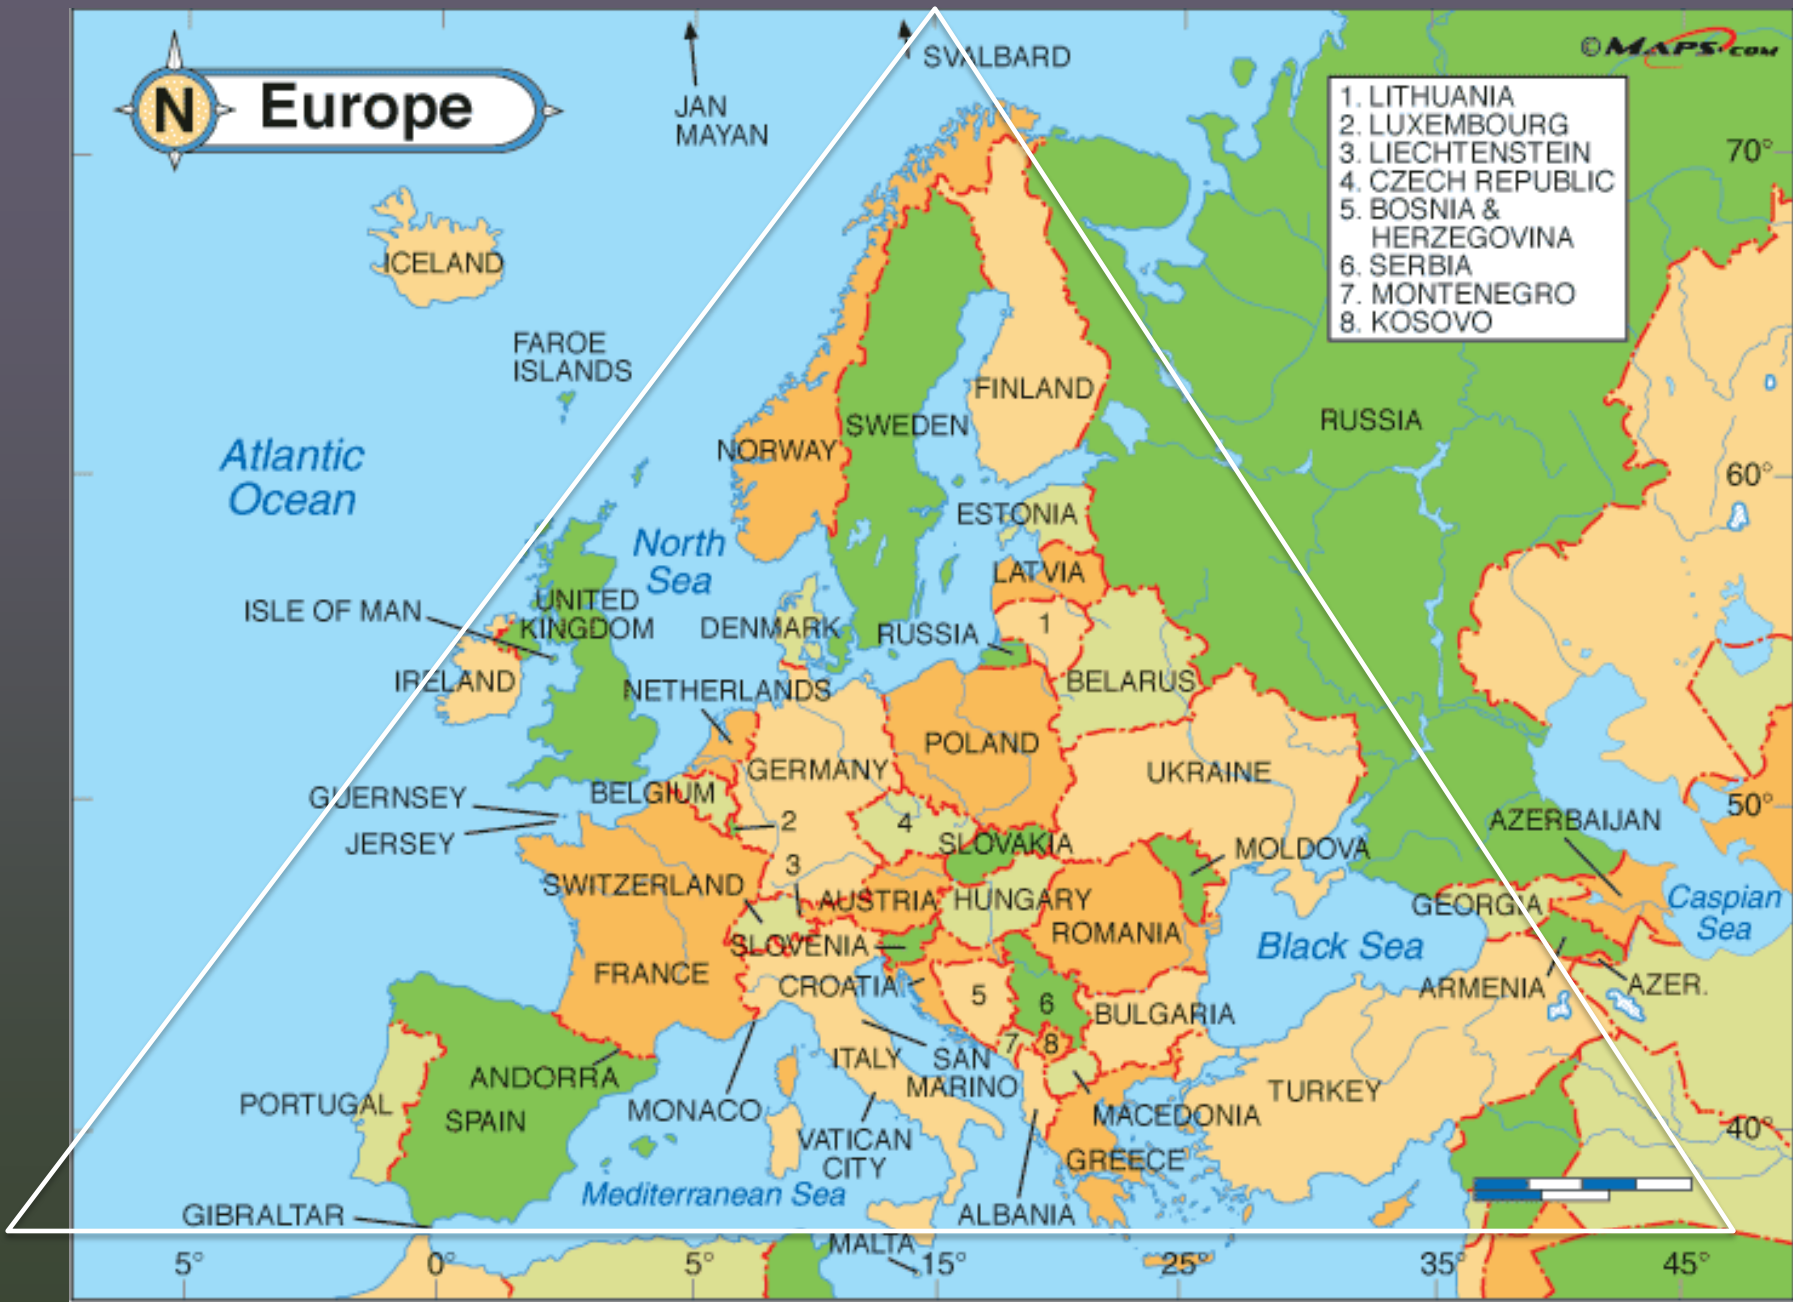 SVALBARD
©MAPS.COM
N Europe
JAN
MAYAN
1. LITHUANIA
2. LUXEMBOURG
3. LIECHTENSTEIN
4. CZECH REPUBLIC
5. BOSNIA &
HERZEGOVINA
6. SERBIA
7. MONTENEGRO
8. KOSOVO
70°
ICELAND
FAROE
ISLANDS
FINLAND
SWEDEN
RUSSIA
NORWAY
Atlantic
Ocean
60°
ESTONIA
North
Sea
LATVIA
ISLE OF MAN
UNITED
KINGDOM
DENMARK
RUSSIA
1
IRELAND
NETHERLANDS
BELARUS
POLAND
GERMANY
UKRAINE
BELGIUM
GUERNSEY
50°
JERSEY
2
4
AZERBAIJAN
SLOVAKIA
MOLDOVA
3
SWITZERLAND
AUSTRIA
HUNGARY
GEORGIA
Caspian
Sea
ROMANIA
SLOVENIA
Black Sea
FRANCE
CROATIA
5
6
ARMENIA
AZER.
BULGARIA
7
8
ITALY
SAN
MARINO
ANDORRA
TURKEY
PORTUGAL
SPAIN
MONACO
MACEDONIA
VATICAN
CITY
40°
GREECE
Mediterranean Sea
GIBRALTAR
ALBANIA
MALTA
5°
0°
5°
15°
25°
35°
45°